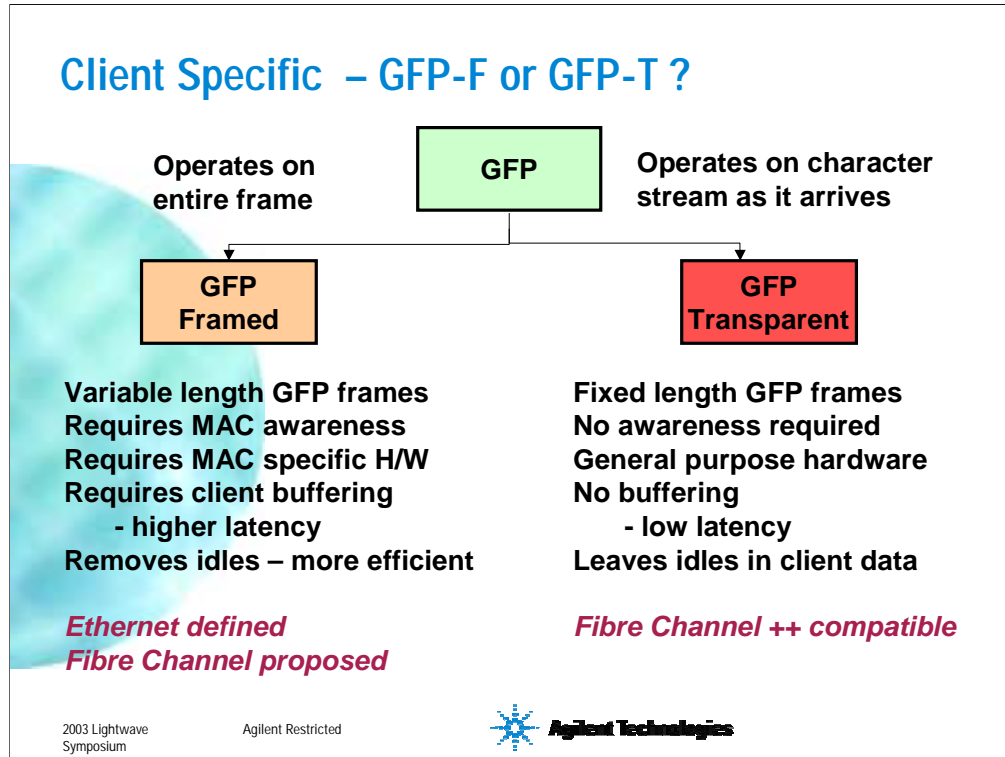 Client Specific – GFP-F or GFP-T ?
Operates on
entire frame
GFP
Operates on character
stream as it arrives
GFP
Framed
GFP
Transparent
Variable length GFP frames
Requires MAC awareness
Requires MAC specific H/W
Requires client buffering
- higher latency
Removes idles – more efficient
Ethernet defined
Fibre Channel proposed
Fixed length GFP frames
No awareness required
General purpose hardware
No buffering
- low latency
Leaves idles in client data
Fibre Channel ++ compatible
2003 Lightwave
Symposium
Agilent Restricted
Agilent Technologies